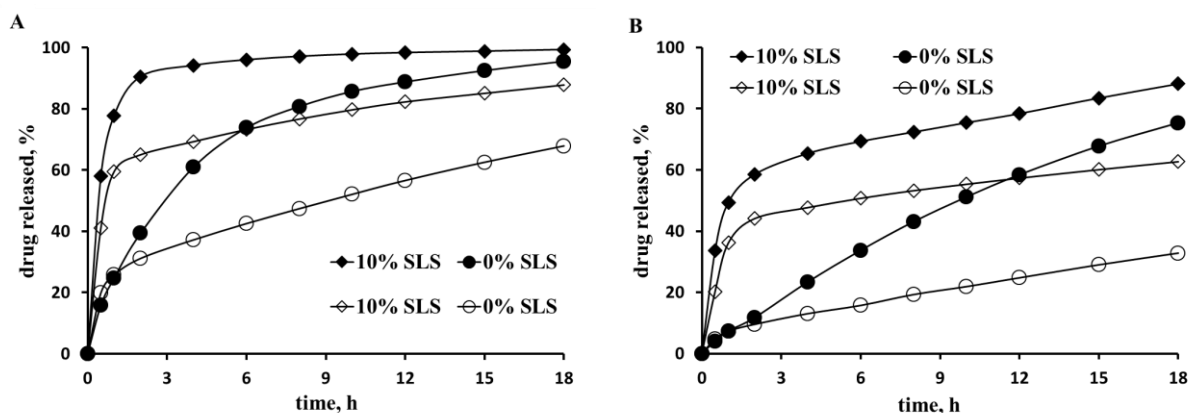 A
drug released, %
100
80
60
40
20
0
10% SLS 0% SLS
10% SLS 0% SLS
0 3 6 9 12 15 18
time, h
B
drug released, %
100
80
60
40
20
0
10% SLS 0% SLS
10% SLS 0% SLS
0 3 6 9 12 15 18
time, h